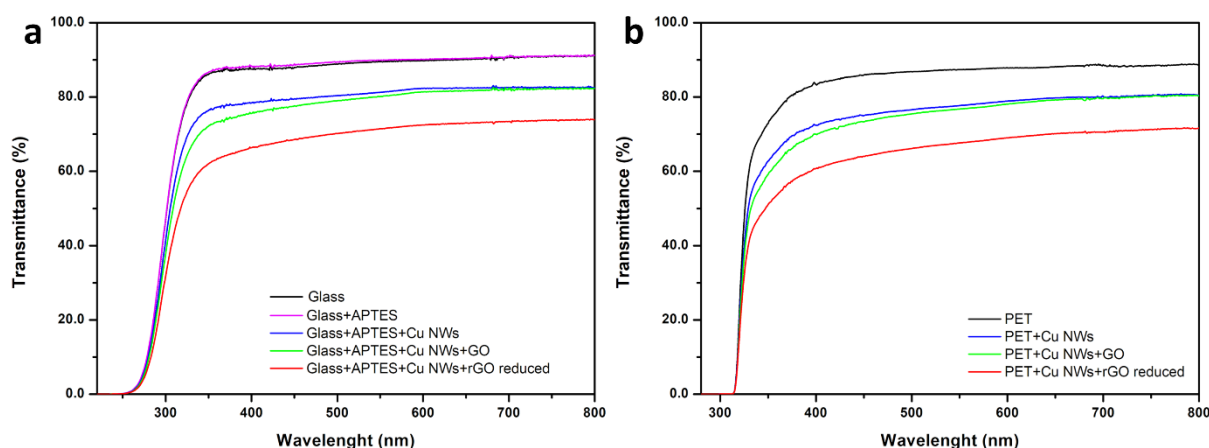 a
100.0
80.0
60.0
40.0
20.0
0.0
Transmittance (%)
Glass
Glass+APTES
Glass+APTES+Cu NWs
Glass+APTES+Cu NWs+GO
Glass+APTES+Cu NWs+rGO reduced
300 400 500 600 700 800
Wavelenght (nm)
b
100.0
80.0
60.0
40.0
20.0
0.0
Transmittance (%)
PET
PET+Cu NWs
PET+Cu NWs+GO
PET+Cu NWs+rGO reduced
300 400 500 600 700 800
Wavelenght (nm)